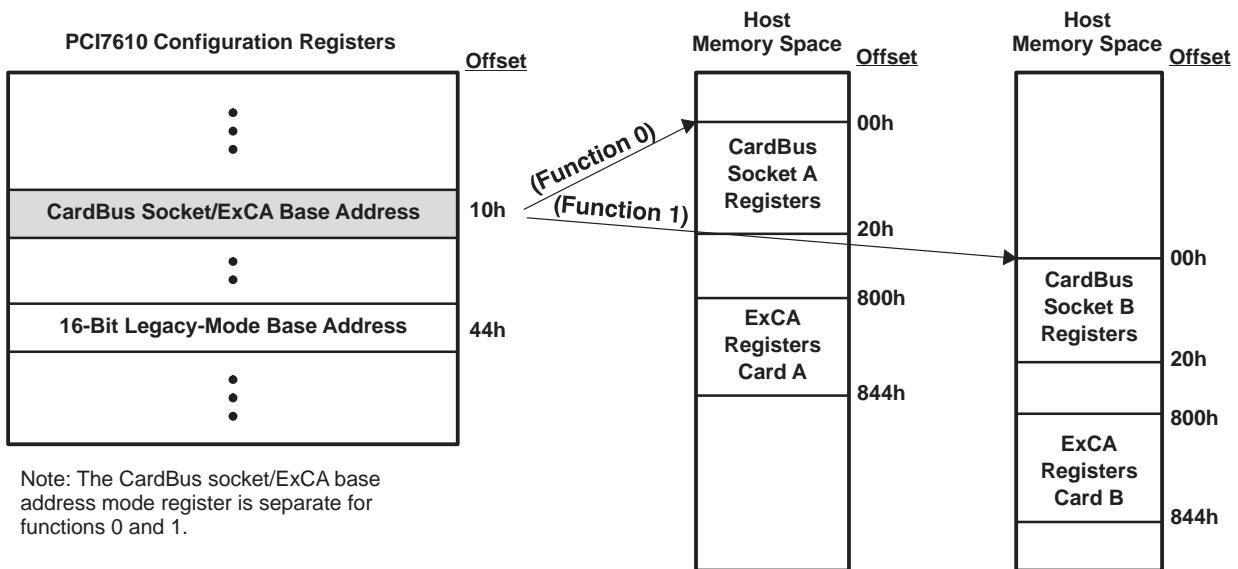 PCI7610 Configuration Registers
Offset
CardBus Socket/ExCA Base Address
10h
16-Bit Legacy-Mode Base Address
44h
Note: The CardBus socket/ExCA base
address mode register is separate for
functions 0 and 1.
(Function 0)
(Function 1)
Host
Memory Space
Offset
00h
CardBus
Socket A
Registers
20h
800h
ExCA
Registers
Card A
844h
Host
Memory Space
Offset
00h
CardBus
Socket B
Registers
20h
800h
ExCA
Registers
Card B
844h